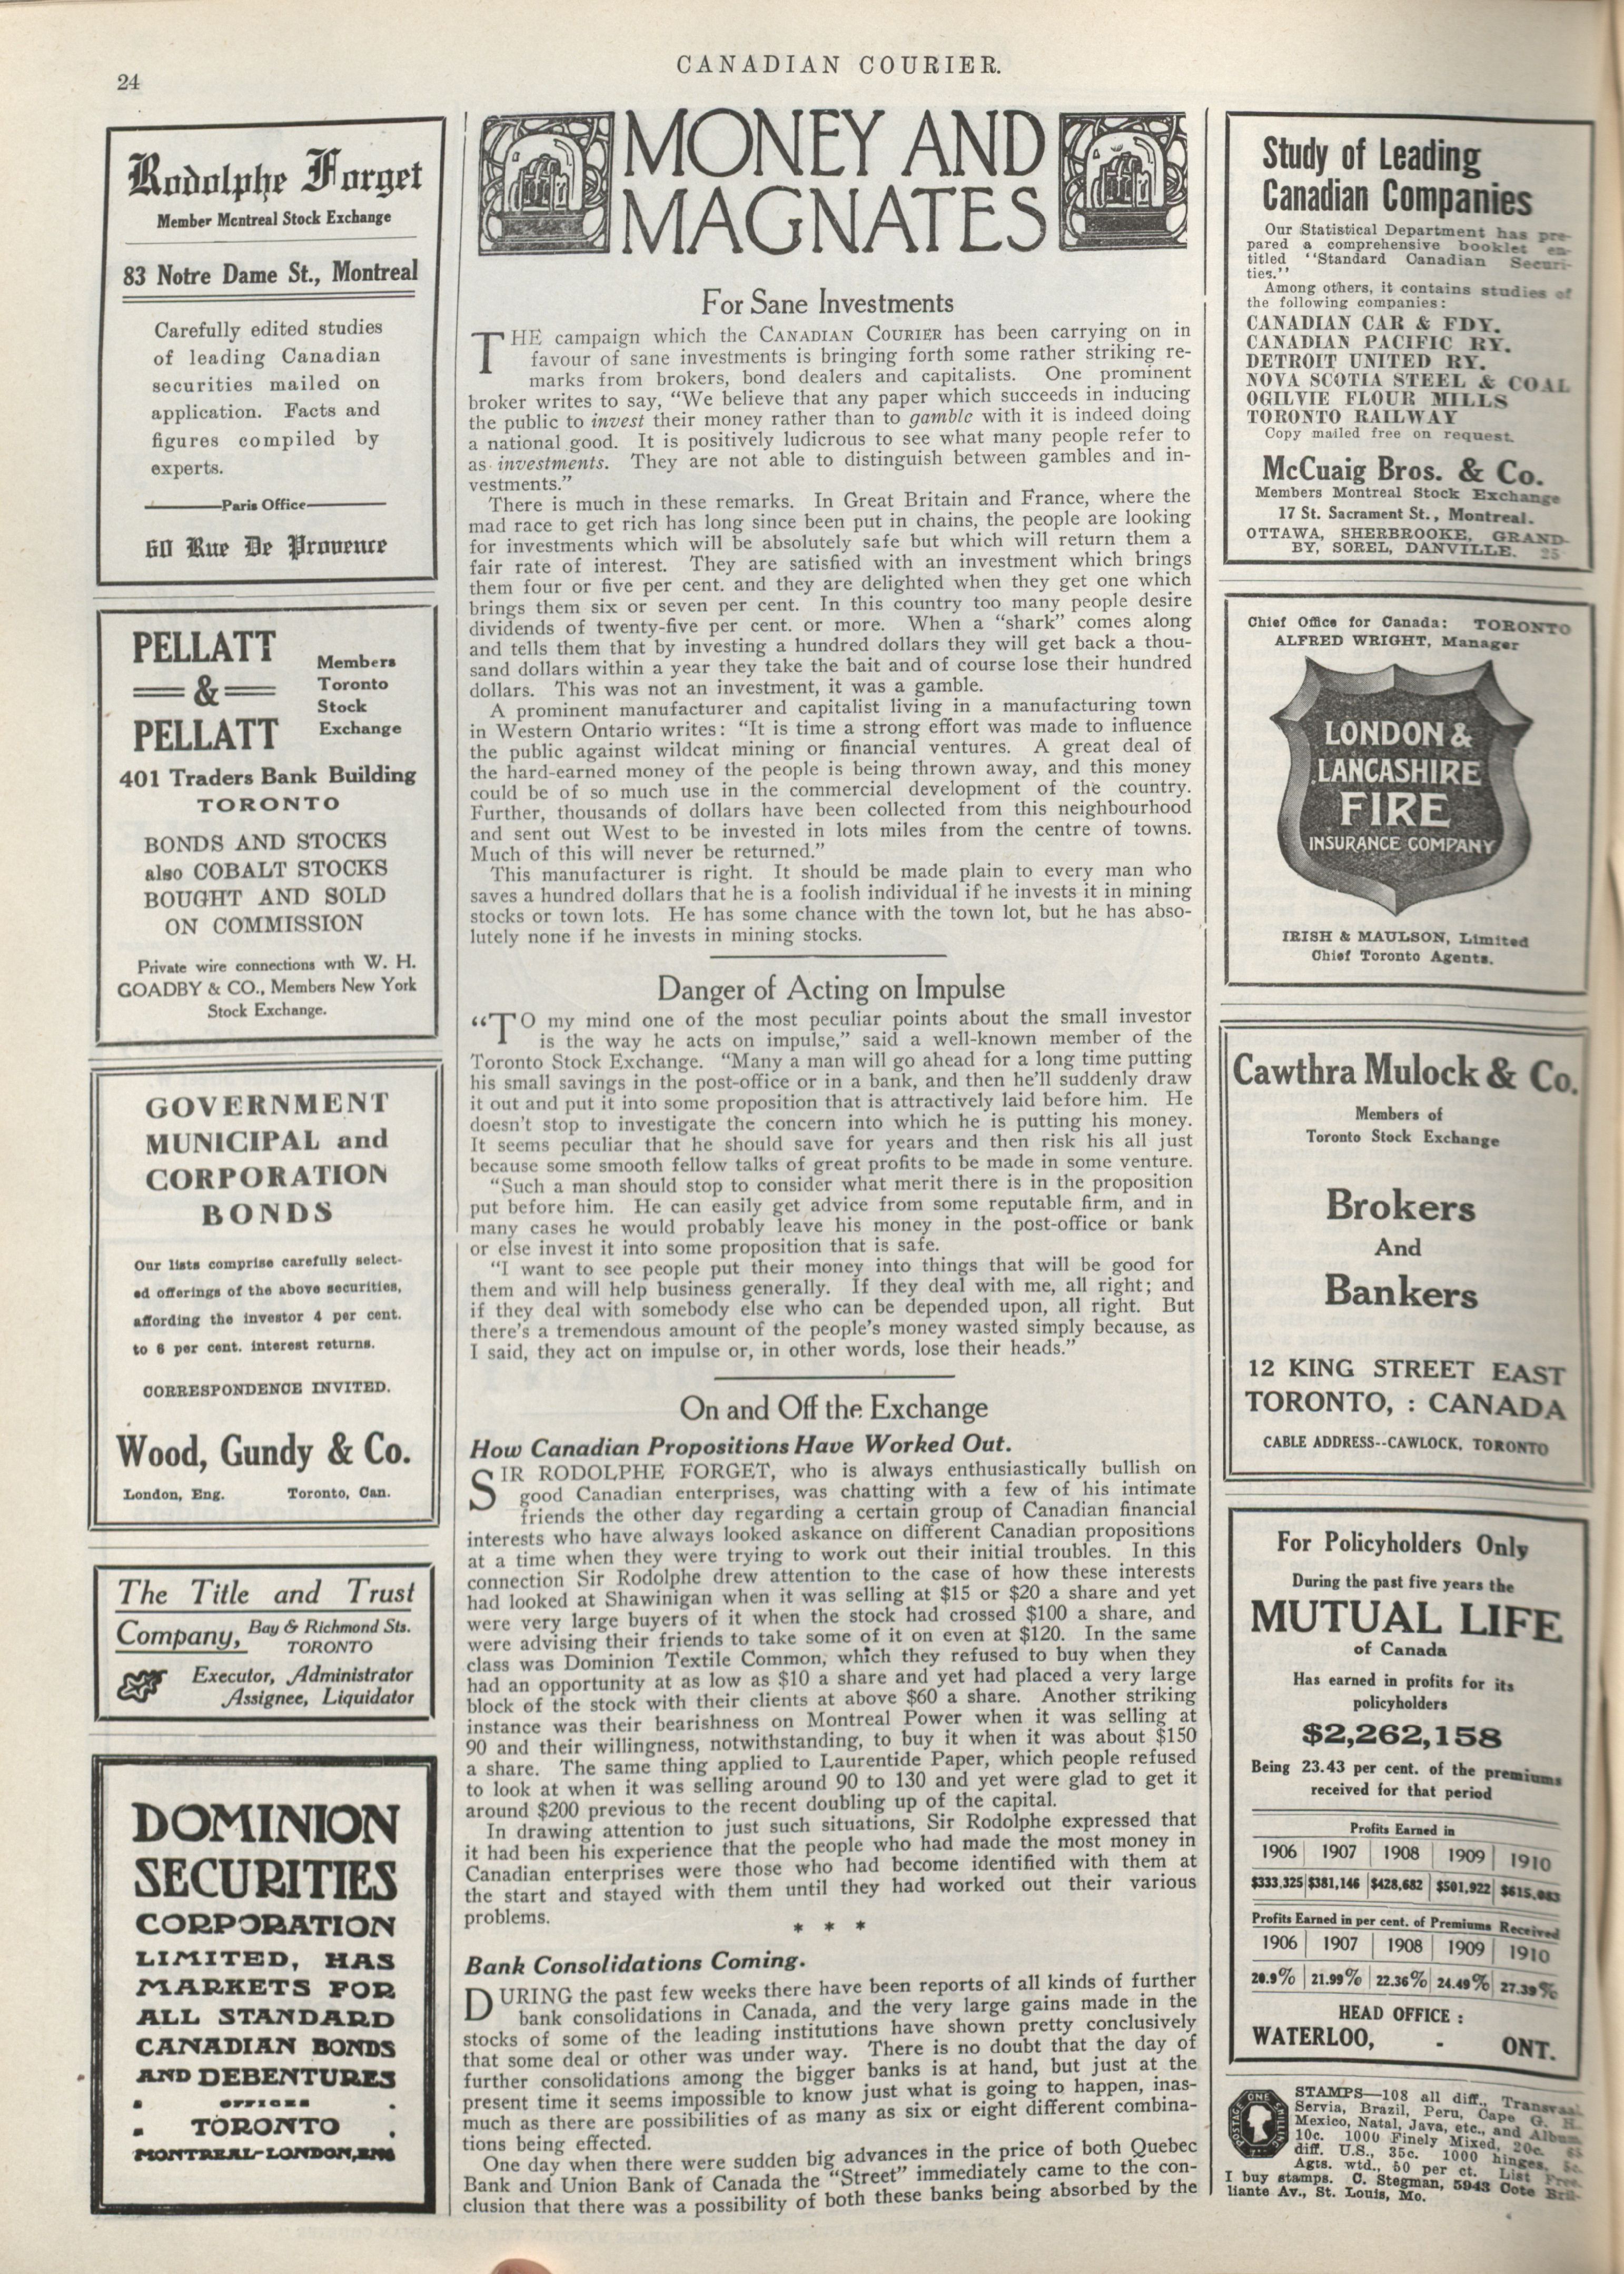 24
CANADIAN COURIER.
Rodolphe Forget
Member Montreal Stock Exchange
83 Notre Dame St., Montreal
Carefully edited studies
of leading Canadian
securities mailed on
application. Facts and
figures compiled by
experts.
Paris Office
60 Rue De Provence
PELLATT
&
PELLATT
Members
Toronto
Stock
Exchange
401 Traders Bank Building
TORONTO
BONDS AND STOCKS
also COBALT STOCKS
BOUGHT AND SOLD
ON COMMISSION
Private wire connections with W. H.
GOADBY & CO., Members New York
Stock Exchange.
GOVERNMENT
MUNICIPAL and
CORPORATION
BONDS
Our lists comprise carefully select-
ed offerings of the above securities,
affording the investor 4 per cent.
to 6 per cent. interest returns.
CORRESPONDENCE INVITED.
Wood, Gundy & Co.
London, Eng. Toronto, Can.
The Title and Trust
Company, Bay & Richmond Sts.
TORONTO
Executor, Administrator
Assignee, Liquidator
DOMINION
SECURITIES
CORPORATION
LIMITED, HAS
MARKETS FOR
ALL STANDARD
CANADIAN BONDS
AND DEBENTURES
OFFICES
TORONTO
MONTREAL-LONDON, ENG
MONEY AND
MAGNATES
For Sane Investments
THE campaign which the CANADIAN COURIER has been carrying on in
favour of sane investments is bringing forth some rather striking re-
marks from brokers, bond dealers and capitalists. One prominent
broker writes to say, "We believe that any paper which succeeds in inducing
the public to invest their money rather than to gamble with it is indeed doing
a national good. It is positively ludicrous to see what many people refer to
as investments. They are not able to distinguish between gambles and in-
vestments."
There is much in these remarks. In Great Britain and France, where the
mad race to get rich has long since been put in chains, the people are looking
for investments which will be absolutely safe but which will return them a
fair rate of interest. They are satisfied with an investment which brings
them four or five per cent. and they are delighted when they get one which
brings them six or seven per cent. In this country too many people desire
dividends of twenty-five per cent. or more. When a "shark" comes along
and tells them that by investing a hundred dollars they will get back a thou-
sand dollars within a year they take the bait and of course lose their hundred
dollars. This was not an investment, it was a gamble.
A prominent manufacturer and capitalist living in a manufacturing town
in Western Ontario writes: "It is time a strong effort was made to influence
the public against wildcat mining or financial ventures. A great deal of
the hard-earned money of the people is being thrown away, and this money
could be of so much use in the commercial development of the country.
Further, thousands of dollars have been collected from this neighbourhood
and sent out West to be invested in lots miles from the centre of towns.
Much of this will never be returned."
This manufacturer is right. It should be made plain to every man who
saves a hundred dollars that he is a foolish individual if he invests it in mining
stocks or town lots. He has some chance with the town lot, but he has abso-
lutely none if he invests in mining stocks.
Danger of Acting on Impulse
"TO my mind one of the most peculiar points about the small investor
is the way he acts on impulse," said a well-known member of the
Toronto Stock Exchange. "Many a man will go ahead for a long time putting
his small savings in the post-office or in a bank, and then he'll suddenly draw
it out and put it into some proposition that is attractively laid before him. He
doesn't stop to investigate the concern into which he is putting his money.
It seems peculiar that he should save for years and then risk his all just
because some smooth fellow talks of great profits to be made in some venture.
"Such a man should stop to consider what merit there is in the proposition
put before him. He can easily get advice from some reputable firm, and in
many cases he would probably leave his money in the post-office or bank
or else invest it into some proposition that is safe.
"I want to see people put their money into things that will be good for
them and will help business generally. If they deal with me, all right; and
if they deal with somebody else who can be depended upon, all right. But
there's a tremendous amount of the people's money wasted simply because, as
I said, they act on impulse or, in other words, lose their heads."
On and Off the Exchange
How Canadian Propositions Have Worked Out.
SIR RODOLPHE FORGET, who is always enthusiastically bullish on
good Canadian enterprises, was chatting with a few of his intimate
friends the other day regarding a certain group of Canadian financial
interests who have always looked askance on different Canadian propositions
at a time when they were trying to work out their initial troubles. In this
connection Sir Rodolphe drew attention to the case of how these interests
had looked at Shawinigan when it was selling at $15 or $20 a share and yet
were very large buyers of it when the stock had crossed $100 a share, and
were advising their friends to take some of it on even at $120. In the same
class was Dominion Textile Common, which they refused to buy when they
had an opportunity at as low as $10 a share and yet had placed a very large
block of the stock with their clients at above $60 a share. Another striking
instance was their bearishness on Montreal Power when it was selling at
90 and their willingness, notwithstanding, to buy it when it was about $150
a share. The same thing applied to Laurentide Paper, which people refused
to look at when it was selling around 90 to 130 and yet were glad to get it
around $200 previous to the recent doubling up of the capital.
In drawing attention to just such situations, Sir Rodolphe expressed that
it had been his experience that the people who had made the most money in
Canadian enterprises were those who had become identified with them at
the start and stayed with them until they had worked out their various
problems.
* * *
Bank Consolidations Coming.
DURING the past few weeks there have been reports of all kinds of further
bank consolidations in Canada, and the very large gains made in the
stocks of some of the leading institutions have shown pretty conclusively
that some deal or other was under way. There is no doubt that the day of
further consolidations among the bigger banks is at hand, but just at the
present time it seems impossible to know just what is going to happen, inas-
much as there are possibilities of as many as six or eight different combina-
tions being effected.
One day when there were sudden big advances in the price of both Quebec
Bank and Union Bank of Canada the "Street" immediately came to the con-
clusion that there was a possibility of both these banks being absorbed by the
Study of Leading
Canadian Companies
Our Statistical Department has pre-
pared a comprehensive booklet en-
titled "Standard Canadian Securi-
ties."
Among others, it contains studies of
the following companies:
CANADIAN CAR & FDY.
CANADIAN PACIFIC RY.
DETROIT UNITED RY.
NOVA SCOTIA STEEL & COAL
OGILVIE FLOUR MILLS
TORONTO RAILWAY
Copy mailed free on request.
McCuaig Bros. & Co.
Members Montreal Stock Exchange
17 St. Sacrament St., Montreal.
OTTAWA, SHERBROOKE, GRAND-
BY, SOREL, DANVILLE. 25
Chief Office for Canada: TORONTO
ALFRED WRIGHT, Manager
LONDON &
LANCASHIRE
FIRE
INSURANCE COMPANY
IRISH & MAULSON, Limited
Chief Toronto Agents.
Cawthra Mulock & Co.
Members of
Toronto Stock Exchange
Brokers
And
Bankers
12 KING STREET EAST
TORONTO, : CANADA
CABLE ADDRESS--CAWLOCK, TORONTO
For Policyholders Only
During the past five years the
MUTUAL LIFE
of Canada
Has earned in profits for its
policyholders
$2,262,158
Being 23.43 per cent. of the premiums
received for that period
Profits Earned in
1906 1907 1908 1909 1910
$333,325 $381,146 $428,682 $501,922 $615,083
Profits Earned in per cent. of Premiums Received
1906 1907 1908 1909 1910
20.9% 21.99% 22.36% 24.49% 27.39%
HEAD OFFICE :
WATERLOO, - ONT.
POSTAGE ONE SHILLING
STAMPS—108 all diff., Transvaal,
Servia, Brazil, Peru, Cape G. H.
Mexico, Natal, Java, etc., and Album,
10c. 1000 Finely Mixed, 20c. 65
diff. U.S., 35c. 1000 hinges, 5c.
Agts. wtd., 50 per ct. List Free.
I buy stamps. C. Stegman, 5943 Cote Bril-
liante Av., St. Louis, Mo.